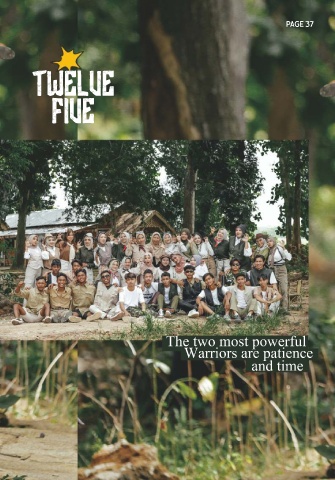 PAGE 37
TWELVE
FIVE
The two most powerful
Warriors are patience
and time